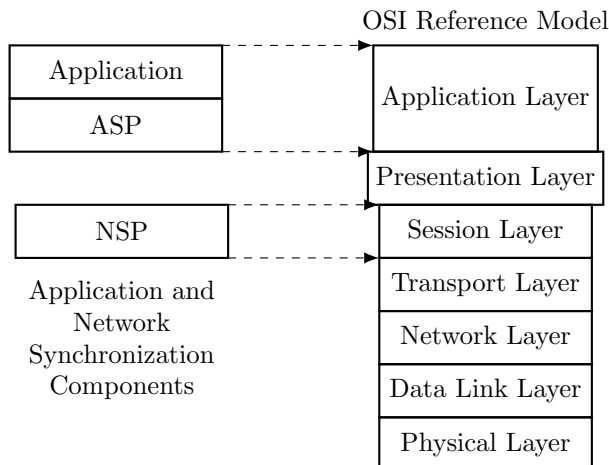 OSI Reference Model
Application
ASP
Application Layer
Presentation Layer
NSP
Session Layer
Transport Layer
Network Layer
Data Link Layer
Physical Layer
Application and
Network
Synchronization
Components